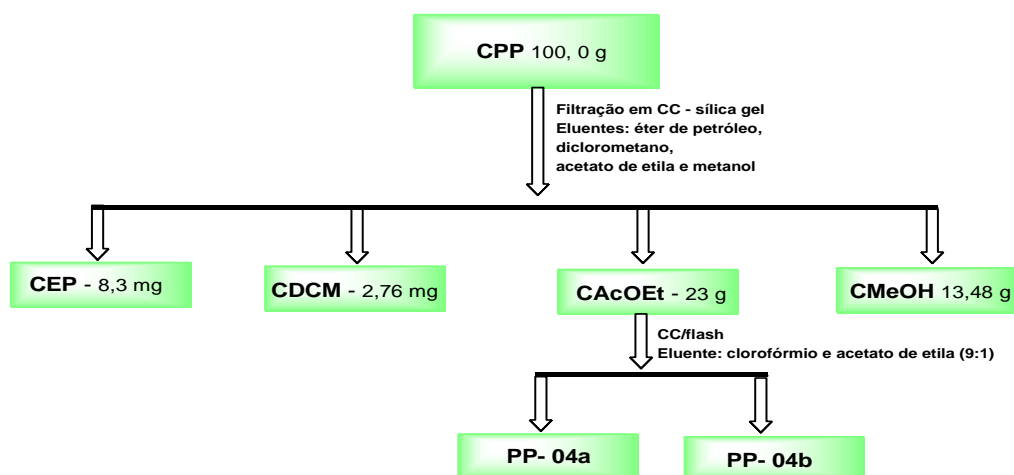 CPP 100, 0 g
Filtração em CC - sílica gel
Eluentes: éter de petróleo,
diclorometano,
acetato de etila e metanol
CEP - 8,3 mg
CDCM - 2,76 mg
CAcOEt - 23 g
CMeOH 13,48 g
CC/flash
Eluente: clorofórmio e acetato de etila (9:1)
PP- 04a
PP- 04b